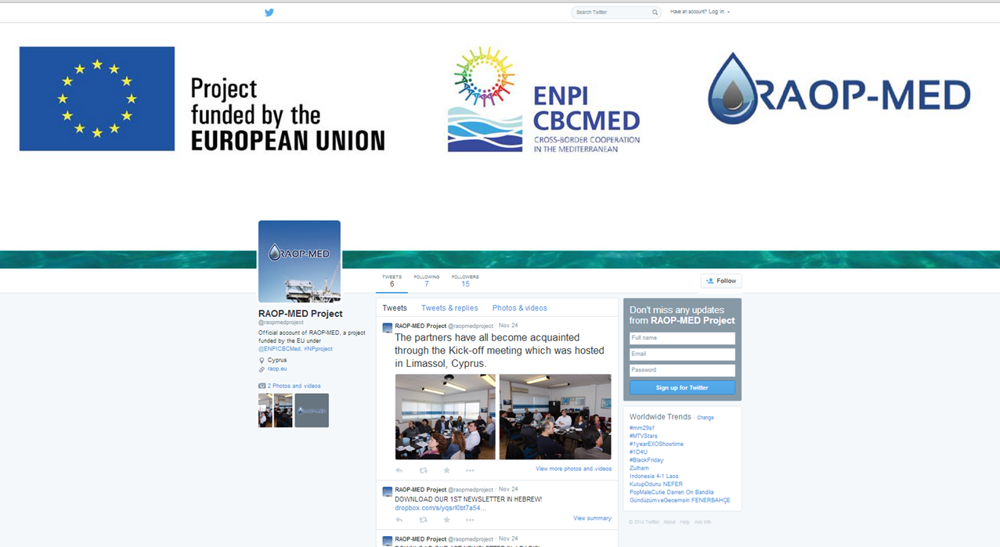 Search Twitter
Have an account? Log in
Project
funded by the
EUROPEAN UNION
ENPI
CBCMED
CROSS-BORDER COOPERATION
IN THE MEDITERRANEAN
RAOP-MED
RAOP-MED
TWEETS
6
FOLLOWING
7
FOLLOWERS
15
Follow
RAOP-MED Project
@raopmedproject
Official account of RAOP-MED, a project
funded by the EU under
@ENPICBCMed, #NPproject
Cyprus
raop.eu
2 Photos and videos
RAOP-MED
Tweets
Tweets & replies
Photos & videos
RAOP-MED Project @raopmedproject · Nov 24
The partners have all become acquainted
through the Kick-off meeting which was hosted
in Limassol, Cyprus.
View more photos and videos
RAOP-MED Project @raopmedproject · Nov 24
DOWNLOAD OUR 1ST NEWSLETTER IN HEBREW!
dropbox.com/s/yqsrl0bt7a54...
View summary
RAOP-MED Project @raopmedproject · Nov 24
Don't miss any updates
from RAOP-MED Project
Full name
Email
Password
Sign up for Twitter
Worldwide Trends · Change
#mm29sf
#MTVStars
#1yearEXOShowtime
#1D4U
#BlackFriday
Zulham
Indonesia 4-1 Laos
KutupOdunu NEFER
PopMaleCutie Darren On Bandila
GündüzümveGecemsin FENERBAHÇE
© 2014 Twitter About Help Ads info